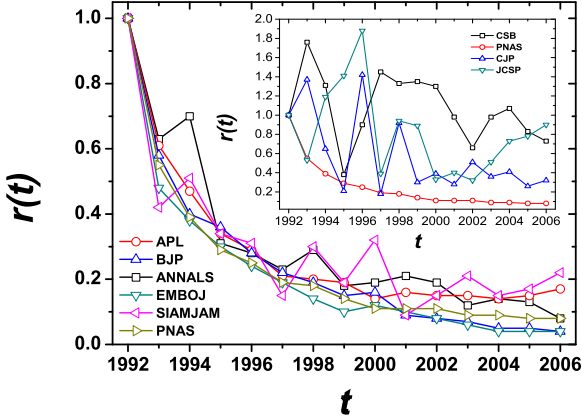 r(t)
1.0
0.8
0.6
0.4
0.2
0.0
1992 1994 1996 1998 2000 2002 2004 2006
t
APL
BJP
ANNALS
EMBOJ
SIAMJAM
PNAS
r(t)
2.0
1.8
1.6
1.4
1.2
1.0
0.8
0.6
0.4
0.2
1992 1994 1996 1998 2000 2002 2004 2006
t
CSB
PNAS
CJP
JCSP